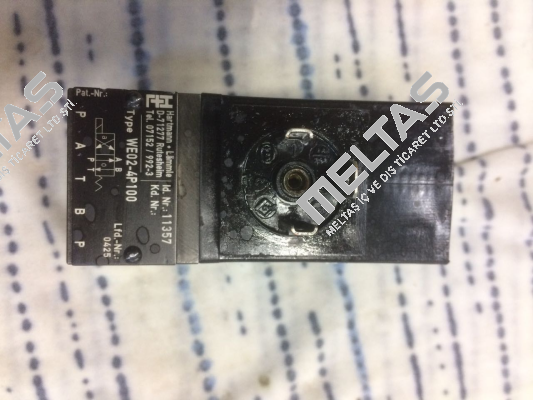 Pat.-Nr.:
Hartmann + Lämmle Id. Nr.: 11357
D-71277 Rutesheim Kd. Nr.:
Tel. 07152 / 992-3
Type WE02-4P100
A B
P T
Lfd.-Nr.:
0425
P A T B P
MELTAS
MELTAŞ İÇ VE DIŞ TİCARET LTD.ŞTİ.
MELTAS